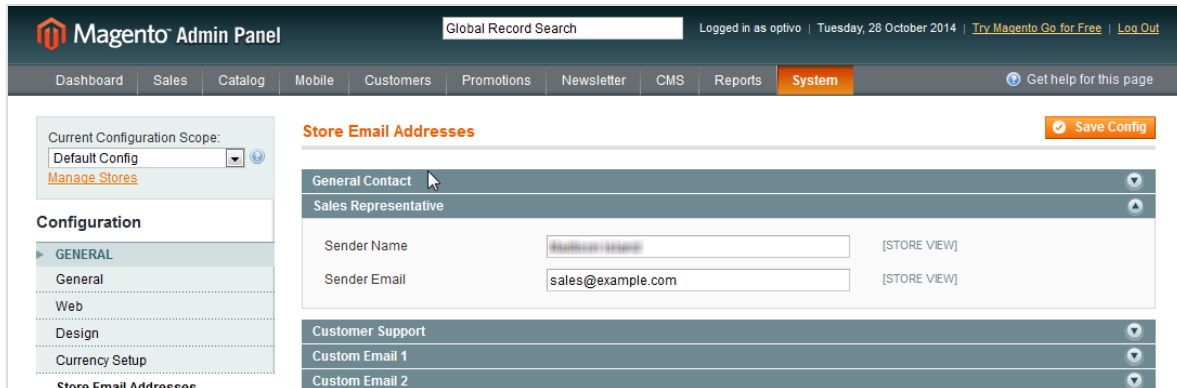 Magento Admin Panel
Global Record Search
Logged in as optivo | Tuesday, 28 October 2014 | Try Magento Go for Free | Log Out
Dashboard Sales Catalog Mobile Customers Promotions Newsletter CMS Reports System Get help for this page
Current Configuration Scope:
Default Config
Manage Stores
Configuration
GENERAL
General
Web
Design
Currency Setup
Store Email Addresses
Store Email Addresses
Save Config
General Contact
Sales Representative
Sender Name [STORE VIEW]
Sender Email sales@example.com [STORE VIEW]
Customer Support
Custom Email 1
Custom Email 2